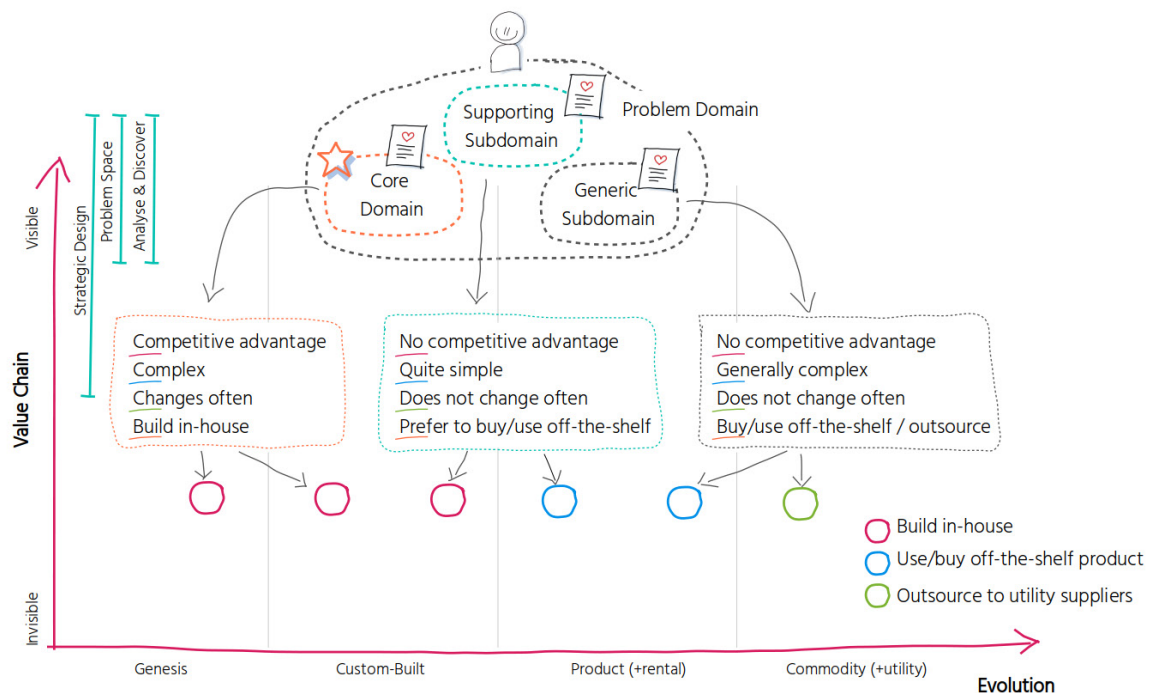 Supporting
Subdomain
Problem Domain
Core
Domain
Generic
Subdomain
Strategic Design
Problem Space
Analyse & Discover
Visible
Value Chain
Invisible
Competitive advantage
Complex
Changes often
Build in-house
No competitive advantage
Quite simple
Does not change often
Prefer to buy/use off-the-shelf
No competitive advantage
Generally complex
Does not change often
Buy/use off-the-shelf / outsource
Build in-house
Use/buy off-the-shelf product
Outsource to utility suppliers
Genesis
Custom-Built
Product (+rental)
Commodity (+utility)
Evolution